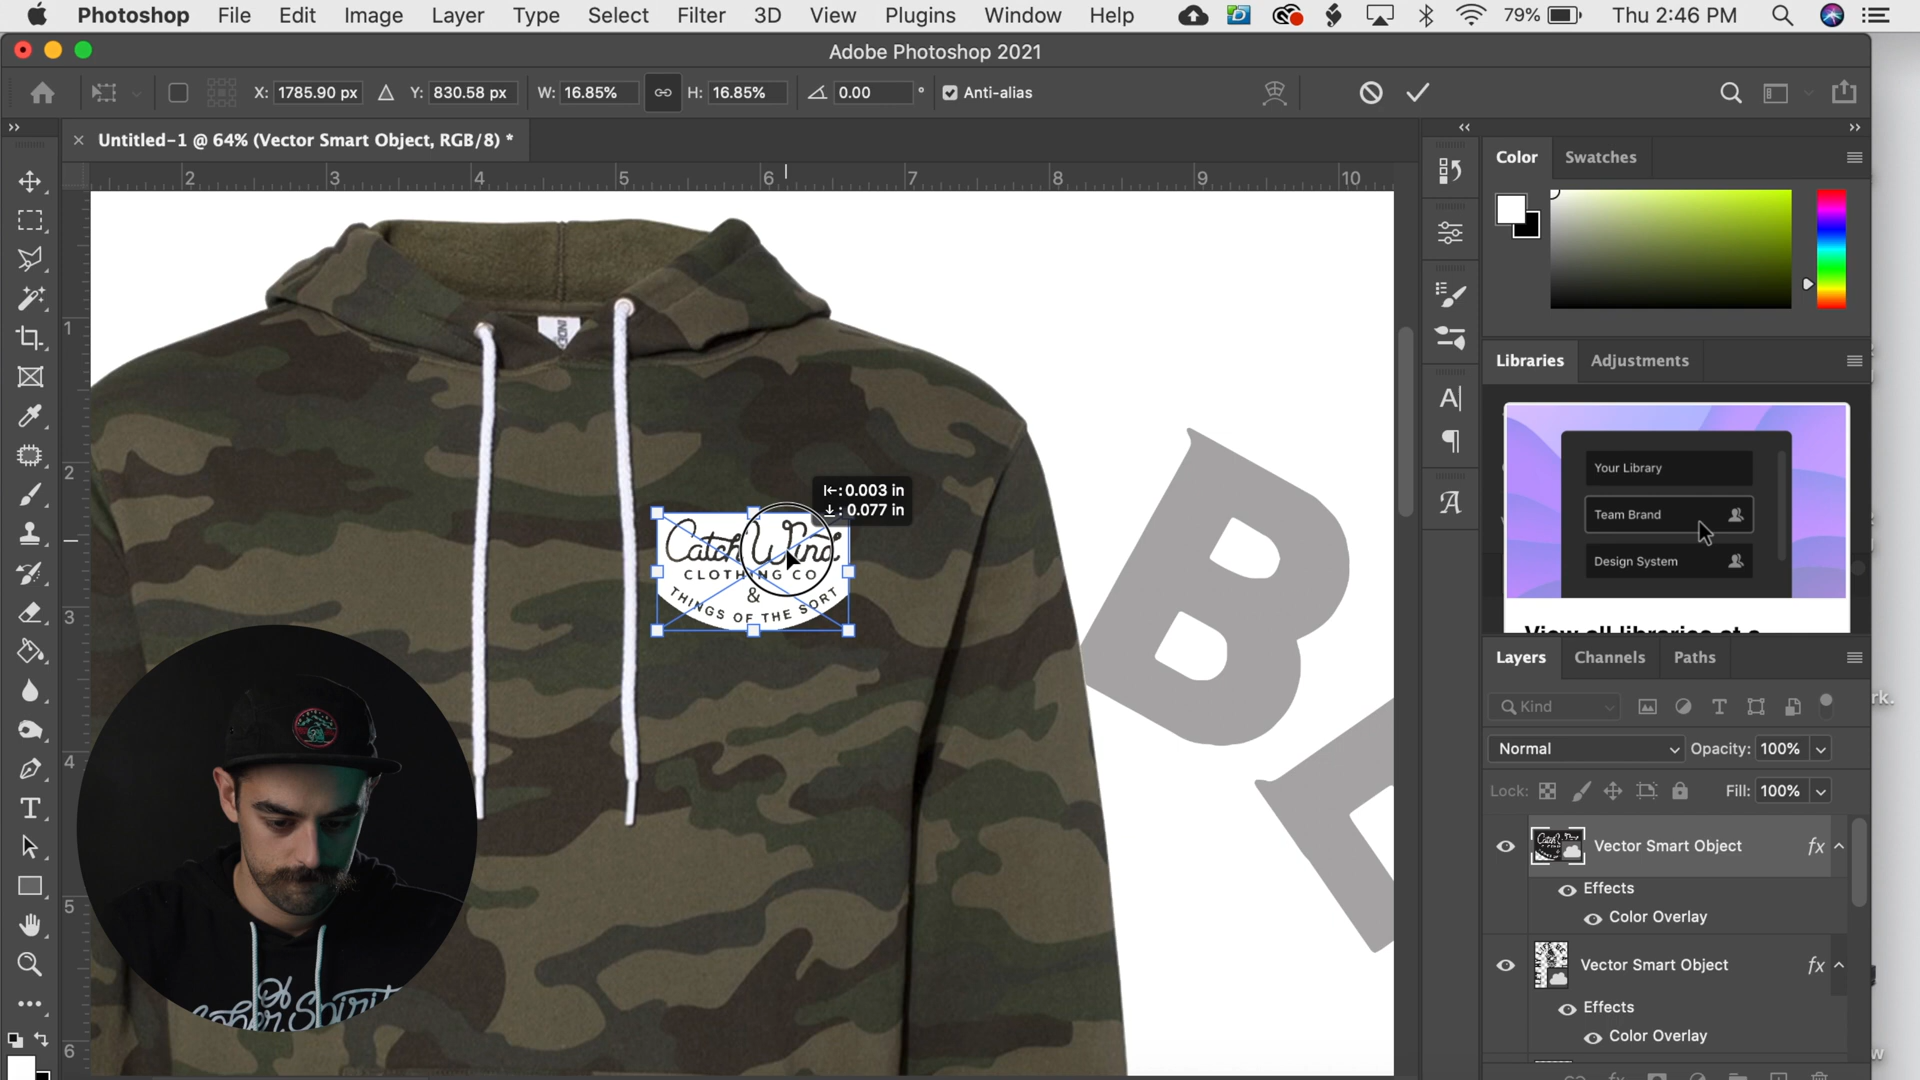 Photoshop File Edit Image Layer Type Select Filter 3D View Plugins Window Help 79% Thu 2:46 PM
Adobe Photoshop 2021
X: 1785.90 px Y: 830.58 px W: 16.85% H: 16.85% 0.00 ° Anti-alias
Untitled-1 @ 64% (Vector Smart Object, RGB/8) *
2 3 4 5 6 7 8 9 10
1
2
3
4
5
6
Catch Wind
CLOTHING CO
&
THINGS OF THE SORT
: 0.003 in
: 0.077 in
B
Of
Sober Spirit
Color Swatches
Libraries Adjustments
Your Library
Team Brand
Design System
Layers Channels Paths
Kind
Normal Opacity: 100%
Lock: Fill: 100%
Vector Smart Object fx
Effects
Color Overlay
Vector Smart Object fx
Effects
Color Overlay
rk.